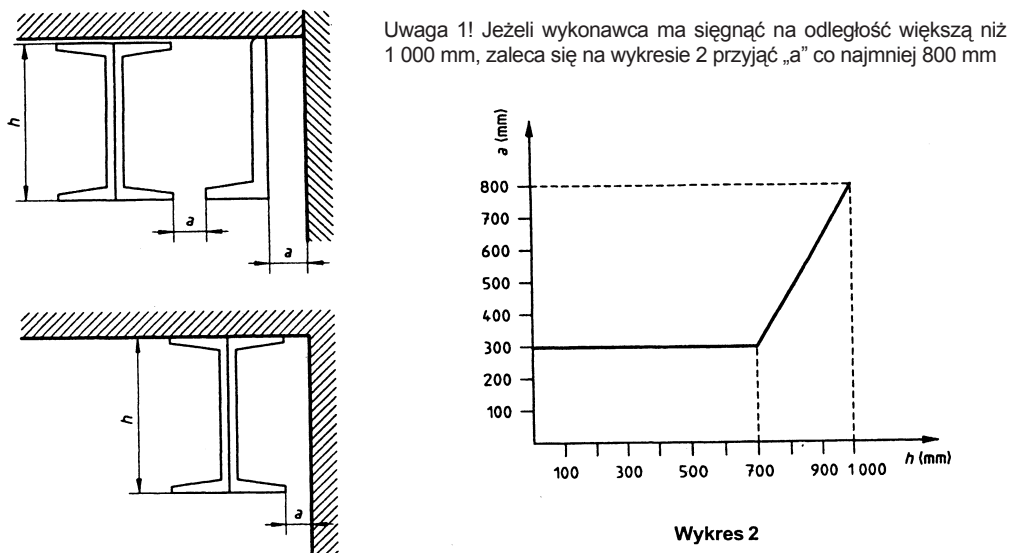 Uwaga 1! Jeżeli wykonawca ma sięgnąć na odległość większą niż
1 000 mm, zaleca się na wykresie 2 przyjąć „a” co najmniej 800 mm
h
a
a
h
a
a (mm)
800
700
600
500
400
300
200
100
100 300 500 700 900 1 000
h (mm)
Wykres 2